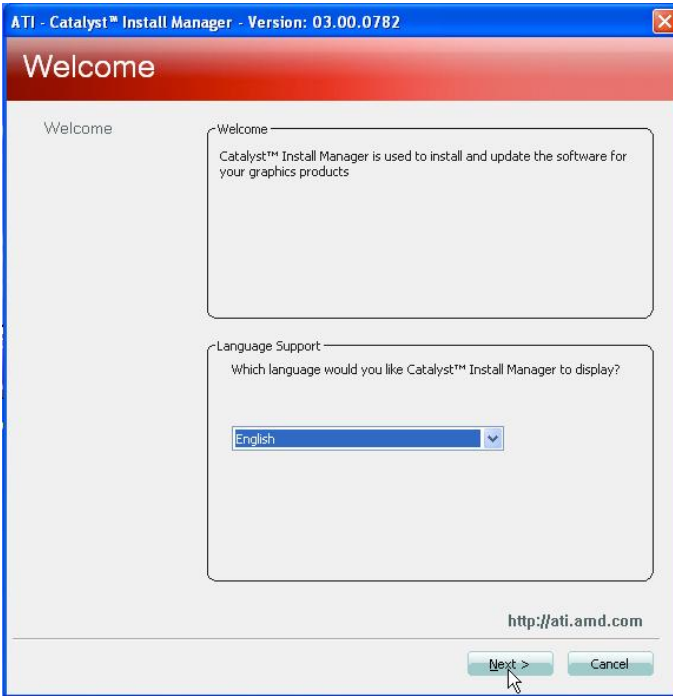 ATI - Catalyst™ Install Manager - Version: 03.00.0782
Welcome
Welcome
Welcome
Catalyst™ Install Manager is used to install and update the software for
your graphics products
Language Support
Which language would you like Catalyst™ Install Manager to display?
English
http://ati.amd.com
Next >
Cancel